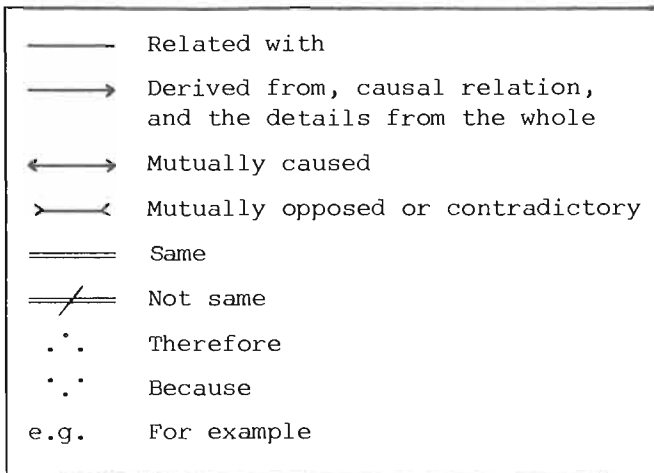 Related with
Derived from, causal relation,
and the details from the whole
Mutually caused
Mutually opposed or contradictory
Same
Not same
∴ Therefore
∵ Because
e.g. For example